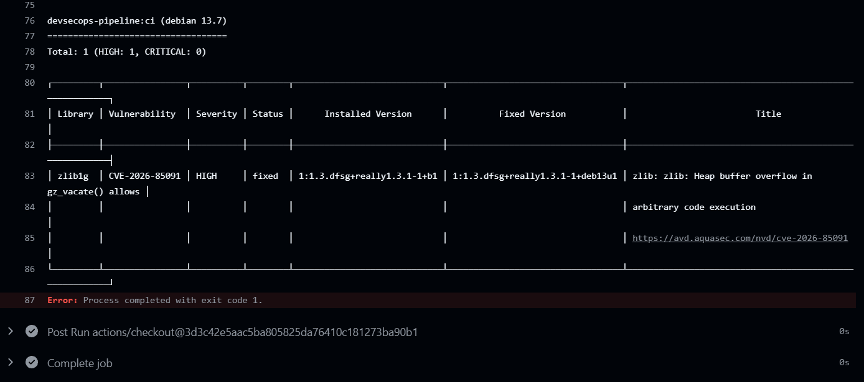 75
76 devsecops-pipeline:ci (debian 13.7)
77 ===================================
78 Total: 1 (HIGH: 1, CRITICAL: 0)
79
80
81 │ Library │ Vulnerability │ Severity │ Status │ Installed Version │ Fixed Version │ Title
│
82
83 │ zlib1g │ CVE-2026-85091 │ HIGH │ fixed │ 1:1.3.dfsg+really1.3.1-1+b1 │ 1:1.3.dfsg+really1.3.1-1+deb13u1 │ zlib: zlib: Heap buffer overflow in
gz_vacate() allows │
84 │ │ │ │ │ │ │ arbitrary code execution
│
85 │ │ │ │ │ │ │ https://avd.aquasec.com/nvd/cve-2026-85091
│
86
87 Error: Process completed with exit code 1.
Post Run actions/checkout@3d3c42e5aac5ba805825da76410c181273ba90b1 0s
Complete job 0s